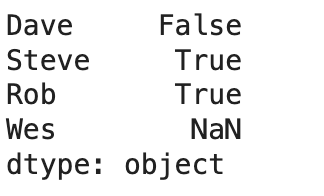 Dave     False
Steve     True
Rob       True
Wes        NaN
dtype: object